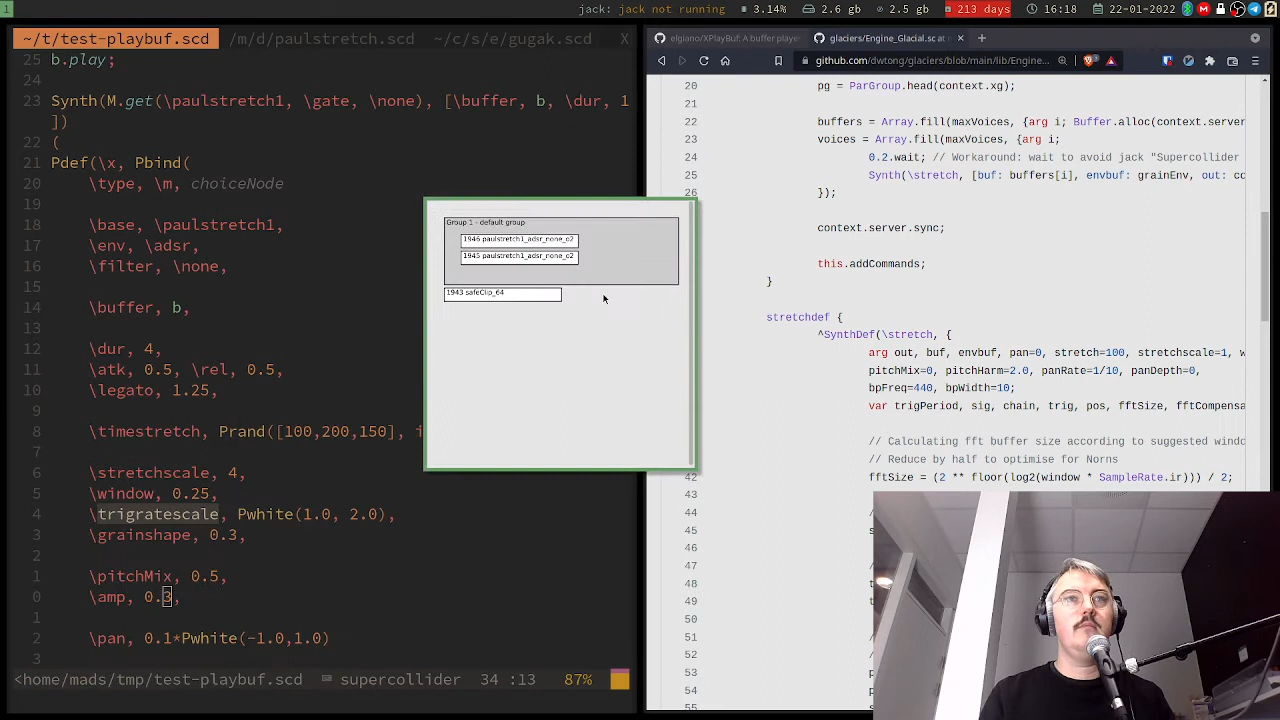 1
jack: jack not running
3.14%
2.6 gb
2.5 gb
213 days
16:18
22-01-2022
~/t/test-playbuf.scd
/m/d/paulstretch.scd
~/c/s/e/gugak.scd
X
25 b.play;
24
23 Synth(M.get(\paulstretch1, \gate, \none), [\buffer, b, \dur, 1
])
22 (
21 Pdef(\x, Pbind(
20 \type, \m, choiceNode
19
18 \base, \paulstretch1,
17 \env, \adsr,
16 \filter, \none,
15
14 \buffer, b,
13
12 \dur, 4,
11 \atk, 0.5, \rel, 0.5,
10 \legato, 1.25,
9
8 \timestretch, Prand([100,200,150], i
7
6 \stretchscale, 4,
5 \window, 0.25,
4 \trigratescale, Pwhite(1.0, 2.0),
3 \grainshape, 0.3,
2
1 \pitchMix, 0.5,
0 \amp, 0.3,
1
2 \pan, 0.1*Pwhite(-1.0,1.0)
3
<home/mads/tmp/test-playbuf.scd
supercollider
34 :13
87%
Group 1 - default group
1946 paulstretch1_adsr_none_o2
1945 paulstretch1_adsr_none_o2
1943 safeClip_64
elgiano/XPlayBuf: A buffer player
glaciers/Engine_Glacial.sc at
github.com/dwtong/glaciers/blob/main/lib/Engine...
20 pg = ParGroup.head(context.xg);
21
22 buffers = Array.fill(maxVoices, {arg i; Buffer.alloc(context.server
23 voices = Array.fill(maxVoices, {arg i;
24 0.2.wait; // Workaround: wait to avoid jack "Supercollider
25 Synth(\stretch, [buf: buffers[i], envbuf: grainEnv, out: co
26 });
context.server.sync;
this.addCommands;
}
stretchdef {
^SynthDef(\stretch, {
arg out, buf, envbuf, pan=0, stretch=100, stretchscale=1, w
pitchMix=0, pitchHarm=2.0, panRate=1/10, panDepth=0,
bpFreq=440, bpWidth=10;
var trigPeriod, sig, chain, trig, pos, fftSize, fftCompens
// Calculating fft buffer size according to suggested windo
// Reduce by half to optimise for Norns
42 fftSize = (2 ** floor(log2(window * SampleRate.ir))) / 2;
43
44 /
45 s
46
47 /
48 t
49 t
50
51 /
52 /
53 p
54 p
55